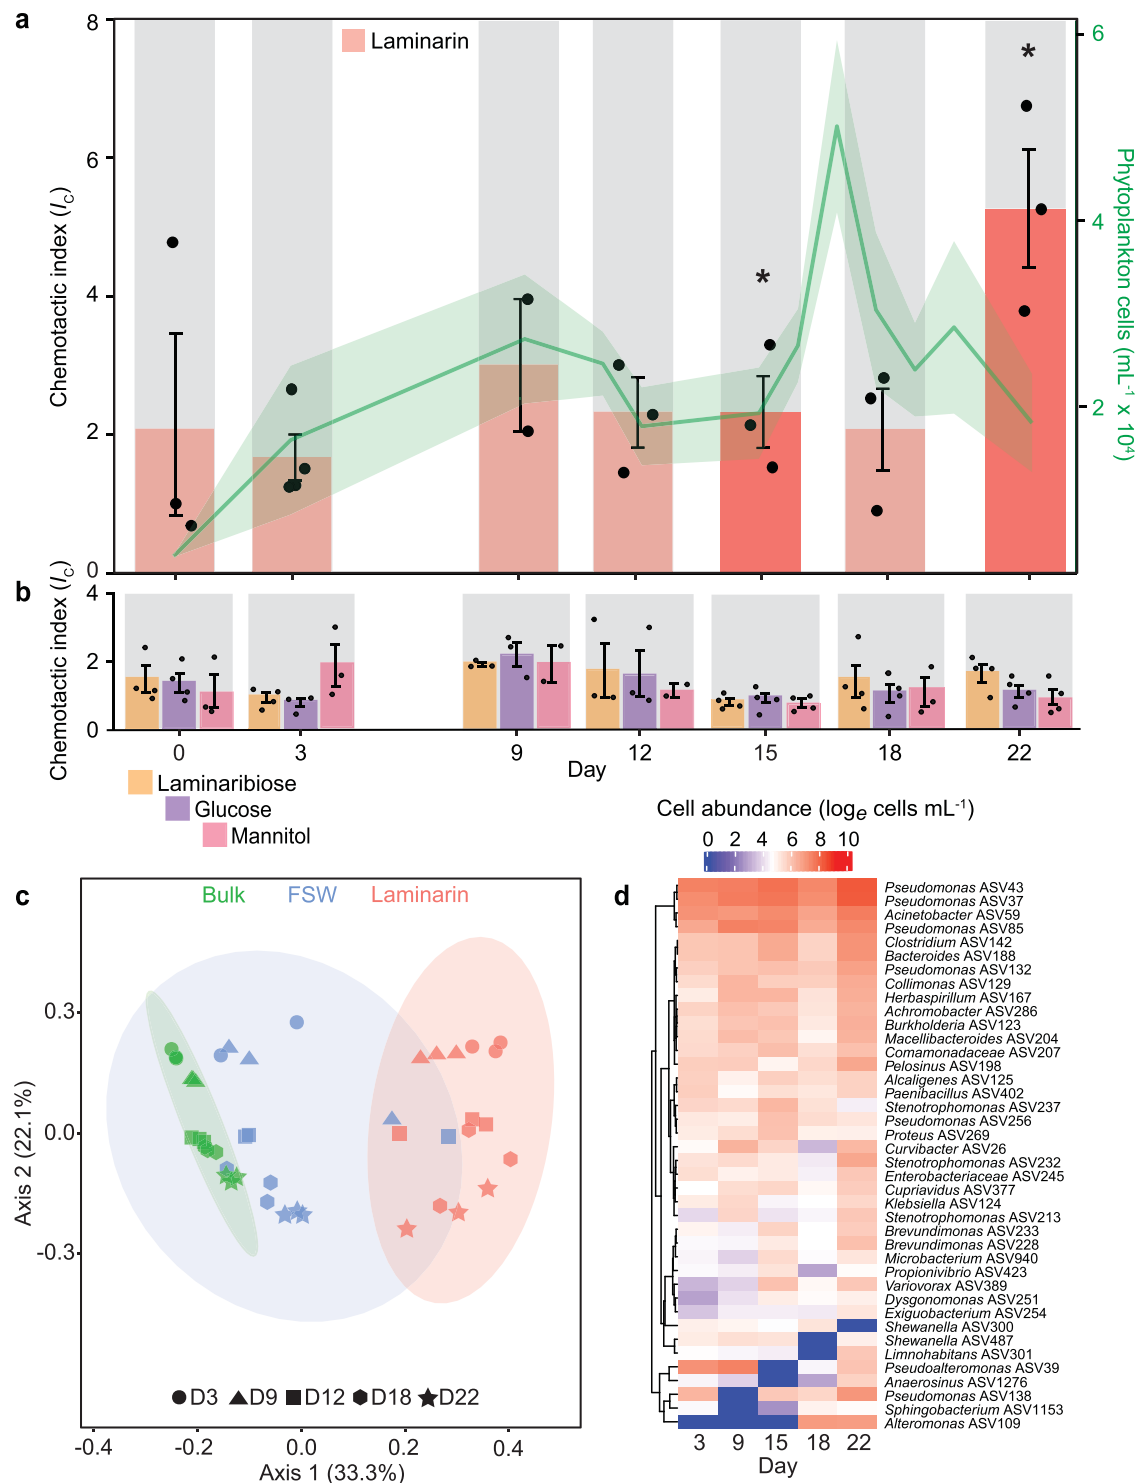 a
Laminarin
8
6
4
2
0
Chemotactic index (I_C)
*
*
6
4
2
Phytoplankton cells (mL⁻¹ x 10⁴)
b
4
2
0
Chemotactic index (I_C)
0 3 9 12 15 18 22
Day
Laminaribiose
Glucose
Mannitol
c
Bulk FSW Laminarin
0.3
0.0
-0.3
Axis 2 (22.1%)
D3 D9 D12 D18 D22
-0.4 -0.2 0.0 0.2 0.4
Axis 1 (33.3%)
Cell abundance (logₑ cells mL⁻¹)
0 2 4 6 8 10
d
Pseudomonas ASV43
Pseudomonas ASV37
Acinetobacter ASV59
Pseudomonas ASV85
Clostridium ASV142
Bacteroides ASV188
Pseudomonas ASV132
Collimonas ASV129
Herbaspirillum ASV167
Achromobacter ASV286
Burkholderia ASV123
Macellibacteroides ASV204
Comamonadaceae ASV207
Pelosinus ASV198
Alcaligenes ASV125
Paenibacillus ASV402
Stenotrophomonas ASV237
Pseudomonas ASV256
Proteus ASV269
Curvibacter ASV26
Stenotrophomonas ASV232
Enterobacteriaceae ASV245
Cupriavidus ASV377
Klebsiella ASV124
Stenotrophomonas ASV213
Brevundimonas ASV233
Brevundimonas ASV228
Microbacterium ASV940
Propionivibrio ASV423
Variovorax ASV389
Dysgonomonas ASV251
Exiguobacterium ASV254
Shewanella ASV300
Shewanella ASV487
Limnohabitans ASV301
Pseudoalteromonas ASV39
Anaerosinus ASV1276
Pseudomonas ASV138
Sphingobacterium ASV1153
Alteromonas ASV109
3 9 15 18 22
Day